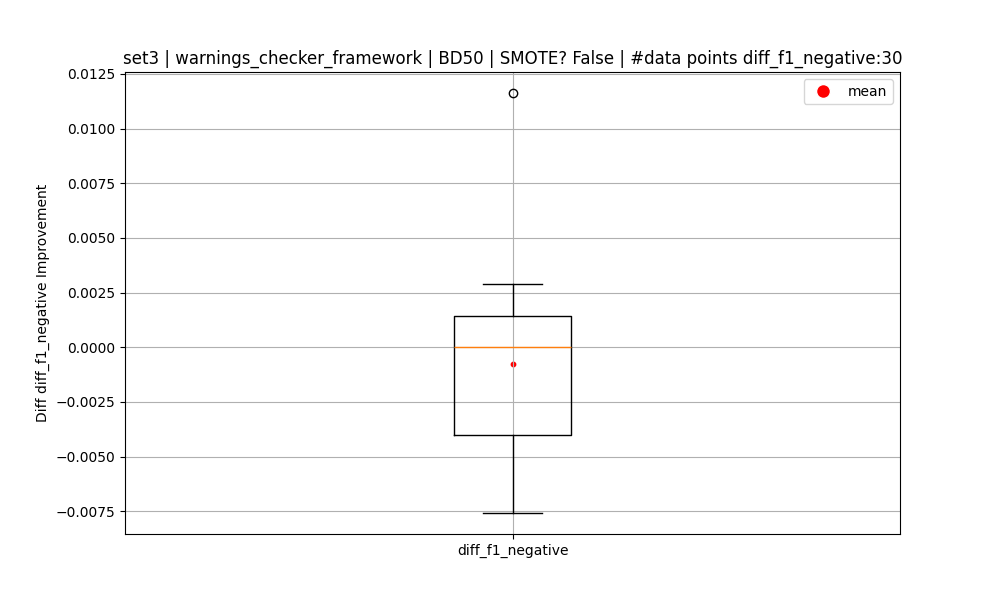 set3 | warnings_checker_framework | BD50 | SMOTE? False | #data points diff_f1_negative:30
mean
Diff diff_f1_negative Improvement
0.0125
0.0100
0.0075
0.0050
0.0025
0.0000
−0.0025
−0.0050
−0.0075
diff_f1_negative